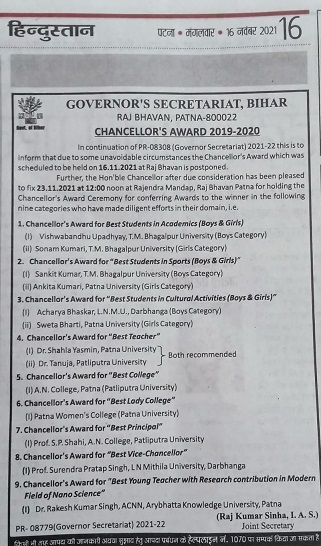 हिन्दुस्तान
पटना • मंगलवार • 16 नवंबर 2021 16
GOVERNOR'S SECRETARIAT, BIHAR
RAJ BHAVAN, PATNA-800022
Govt. of Bihar
CHANCELLOR'S AWARD 2019-2020
In continuation of PR-08308 (Governor Secretariat) 2021-22 this is to
inform that due to some unavoidable circumstances the Chancellor's Award which was
scheduled to be held on 16.11.2021 at Raj Bhavan is postponed.
Further, the Hon'ble Chancellor after due consideration has been pleased
to fix 23.11.2021 at 12:00 noon at Rajendra Mandap, Raj Bhavan Patna for holding the
Chancellor's Award Ceremony for conferring Awards to the winner in the following
nine categories who have made diligent efforts in their domain, i.e.
1. Chancellor's Award for Best Students in Academics (Boys & Girls)
(I) Vishwabandhu Upadhyay, T.M. Bhagalpur University (Boys Category)
(ii) Sonam Kumari, T.M. Bhagalpur University (Girls Category)
2. Chancellor's Award for "Best Students in Sports (Boys & Girls)"
(I) Sankit Kumar, T.M. Bhagalpur University (Boys Category)
(ii) Ankita Kumari, Patna University (Girls Category)
3. Chancellor's Award for "Best Students in Cultural Activities (Boys & Girls)"
(I) Acharya Bhaskar, L.N.M.U., Darbhanga (Boys Category)
(ii) Sweta Bharti, Patna University (Girls Category)
4. Chancellor's Award for "Best Teacher"
(I) Dr. Shahla Yasmin, Patna University
(ii) Dr. Tanuja, Patliputra University
Both recommended
5. Chancellor's Award for "Best College"
(I) A.N. College, Patna (Patliputra University)
6. Chancellor's Award for "Best Lady College"
(I) Patna Women's College (Patna University)
7. Chancellor's Award for "Best Principal"
(I) Prof. S.P. Shahi, A.N. College, Patliputra University
8. Chancellor's Award for "Best Vice-Chancellor"
(I) Prof. Surendra Pratap Singh, L N Mithila University, Darbhanga
9. Chancellor's Award for "Best Young Teacher with Research contribution in Modern
Field of Nano Science"
(I) Dr. Rakesh Kumar Singh, ACNN, Arybhatta Knowledge University, Patna
(Raj Kumar Sinha, I. A. S.)
PR- 08779(Governor Secretariat) 2021-22 Joint Secretary
किसी भी तरह आपदा की जानकारी अथवा सुझाव हेतु आपदा प्रबंधन के हेल्पलाइन नं. 1070 पर सम्पर्क किया जा सकता है